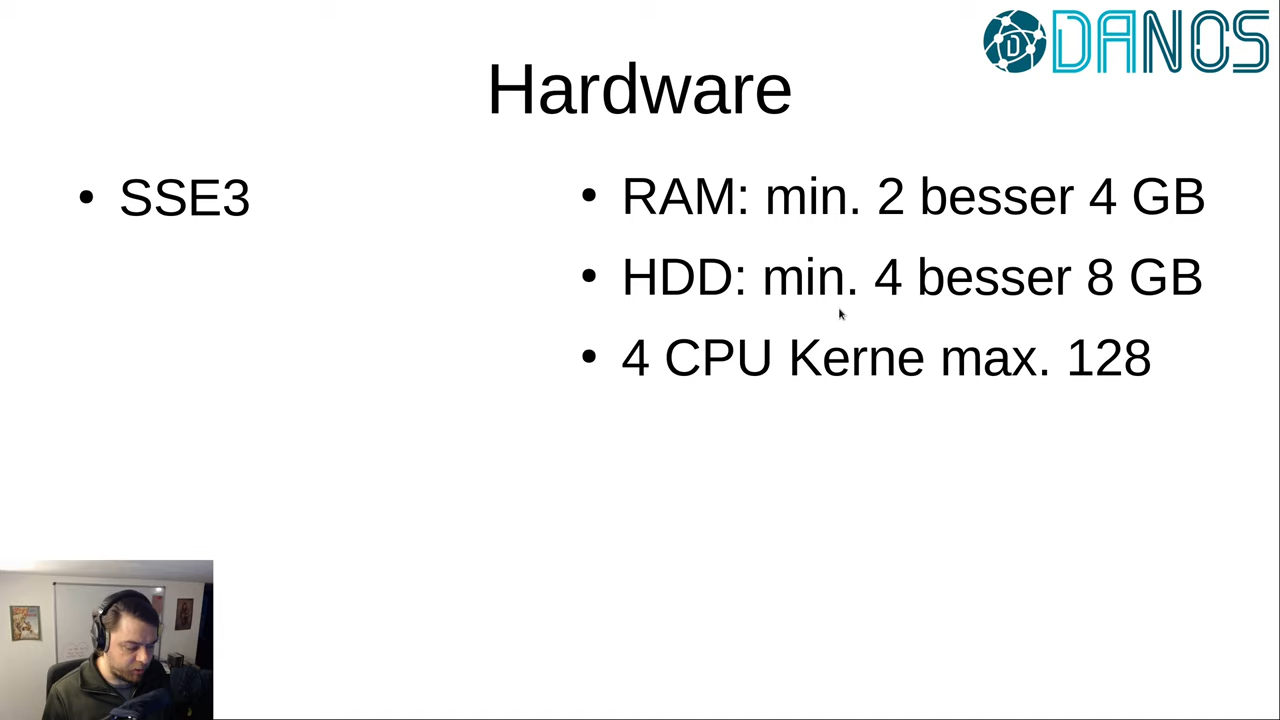 DANOS
Hardware
• SSE3
• RAM: min. 2 besser 4 GB
• HDD: min. 4 besser 8 GB
• 4 CPU Kerne max. 128